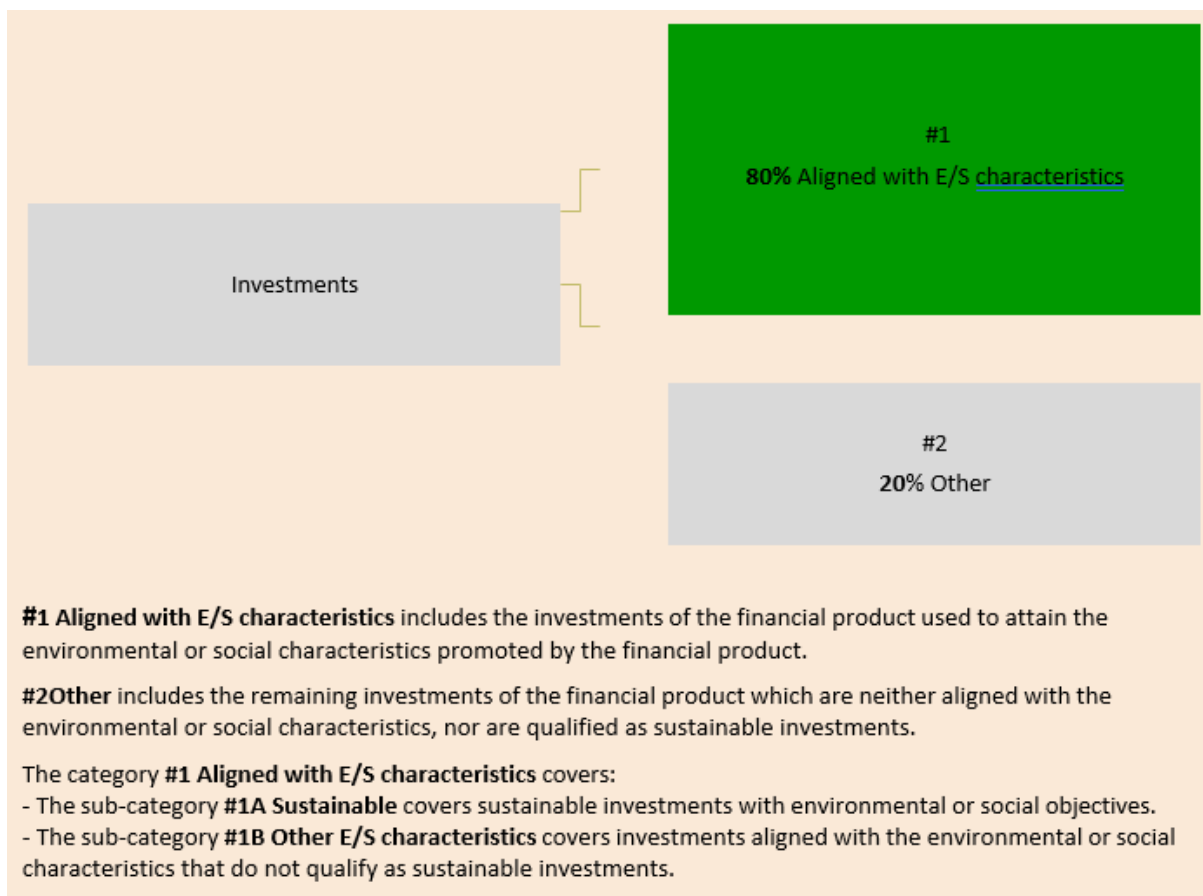 #1
80% Aligned with E/S characteristics
Investments
#2
20% Other
#1 Aligned with E/S characteristics includes the investments of the financial product used to attain the
environmental or social characteristics promoted by the financial product.
#2Other includes the remaining investments of the financial product which are neither aligned with the
environmental or social characteristics, nor are qualified as sustainable investments.
The category #1 Aligned with E/S characteristics covers:
- The sub-category #1A Sustainable covers sustainable investments with environmental or social objectives.
- The sub-category #1B Other E/S characteristics covers investments aligned with the environmental or social
characteristics that do not qualify as sustainable investments.